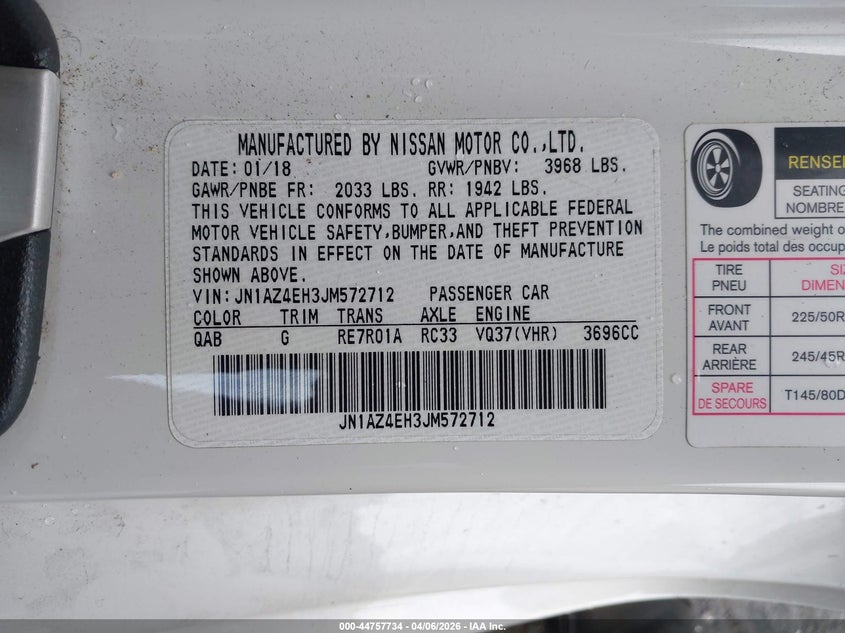 MANUFACTURED BY NISSAN MOTOR CO.,LTD.
DATE: 01/18 GVWR/PNBV: 3968 LBS.
GAWR/PNBE FR: 2033 LBS. RR: 1942 LBS.
THIS VEHICLE CONFORMS TO ALL APPLICABLE FEDERAL
MOTOR VEHICLE SAFETY,BUMPER,AND THEFT PREVENTION
STANDARDS IN EFFECT ON THE DATE OF MANUFACTURE
SHOWN ABOVE.
VIN:JN1AZ4EH3JM572712 PASSENGER CAR
COLOR TRIM TRANS AXLE ENGINE
QAB G RE7R01A RC33 VQ37(VHR) 3696CC
JN1AZ4EH3JM572712
RENSEI
SEATING
NOMBRE
The combined weight o
Le poids total des occup
TIRE SIZ
PNEU DIMEN
FRONT
AVANT 225/50R
REAR
ARRIÈRE 245/45R
SPARE
DE SECOURS T145/80D
000-44757734 - 04/06/2026 - IAA Inc.